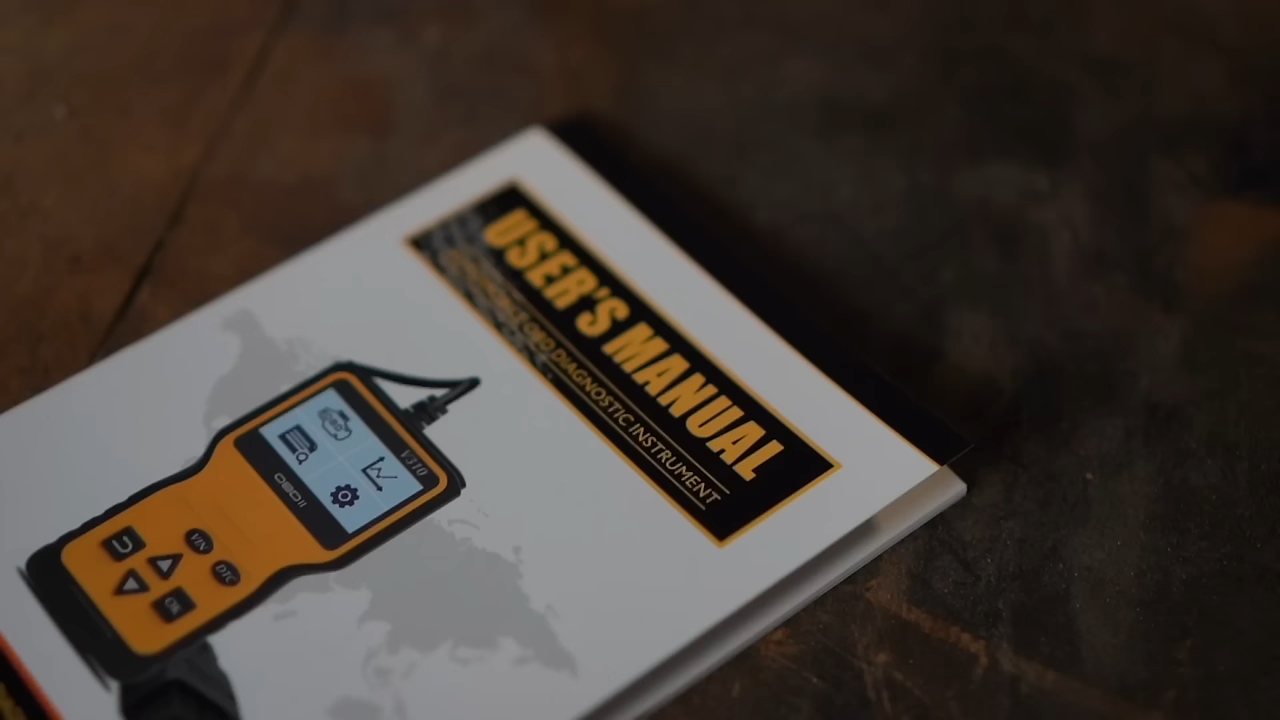 USER'S MANUAL
OBD DIAGNOSTIC INSTRUMENT
V310
OBDII
VIN
DTC
OK